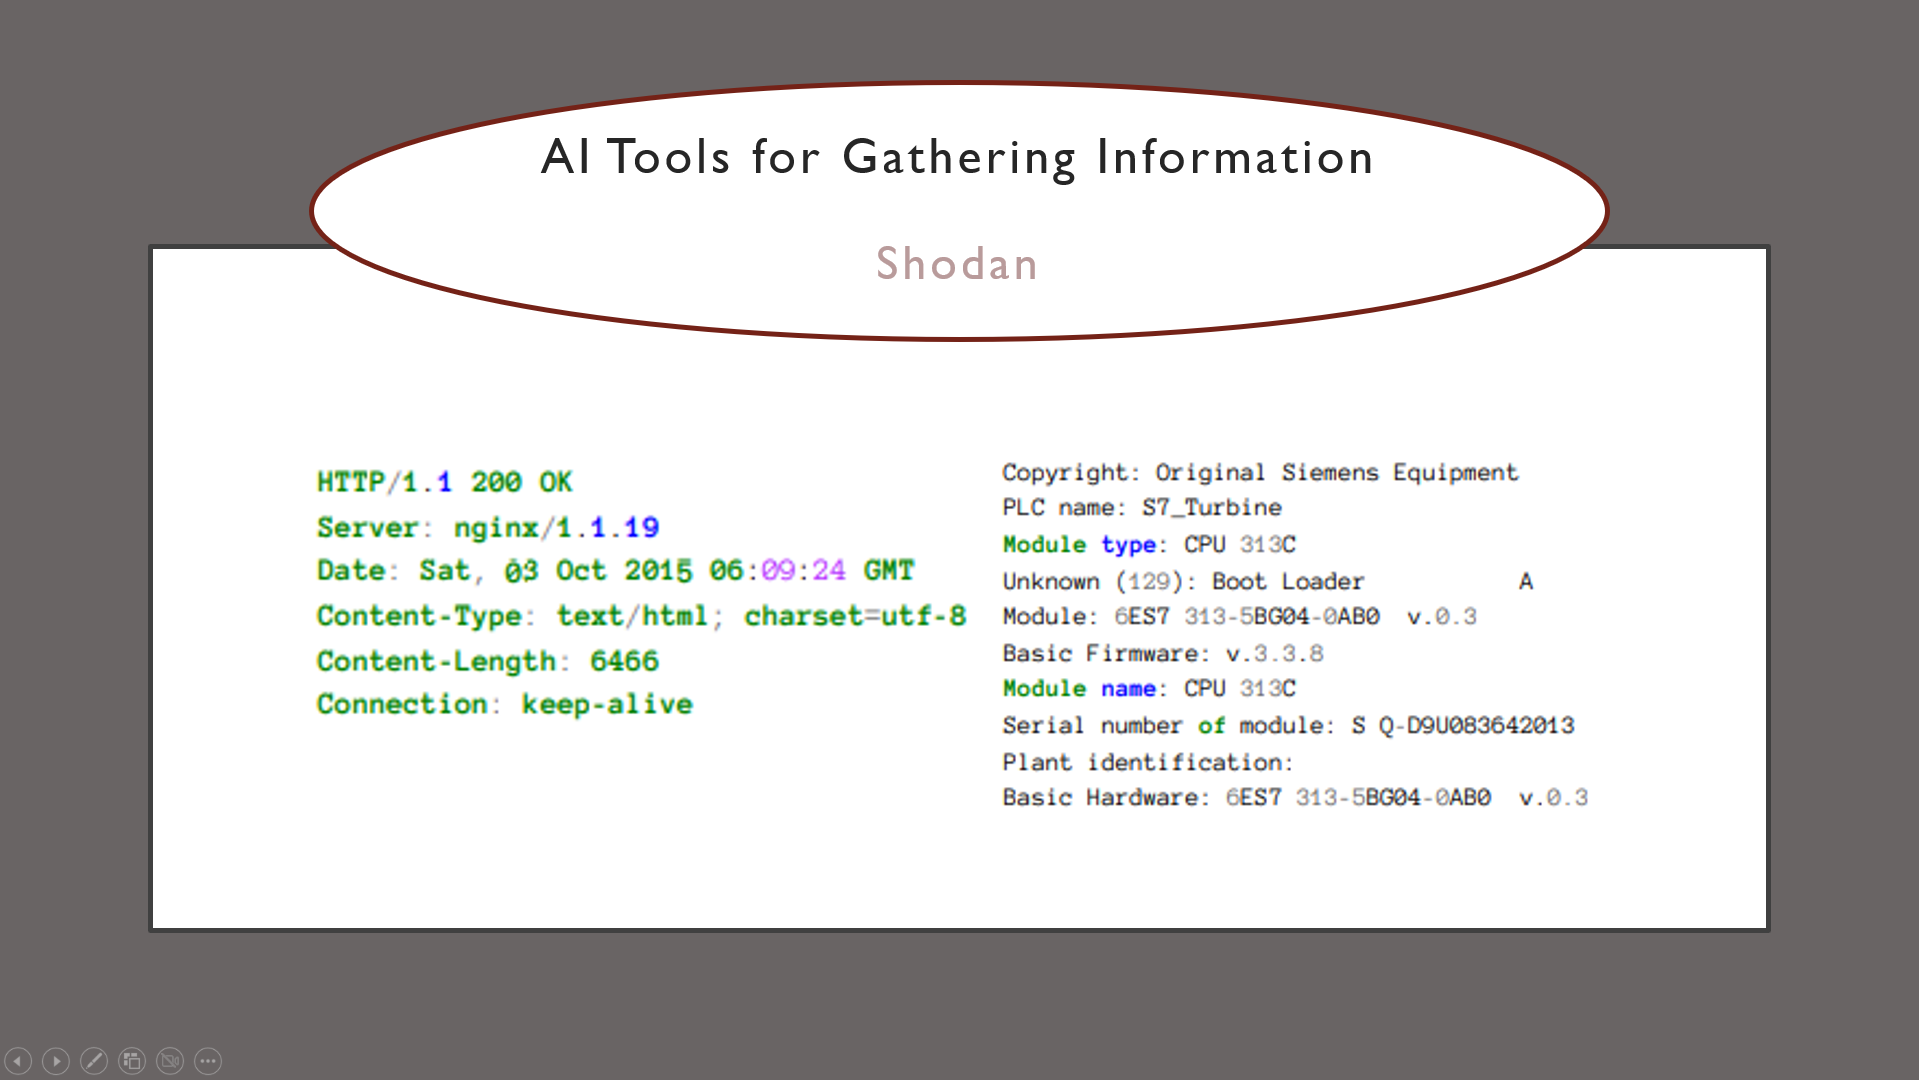 AI Tools for Gathering Information
Shodan
HTTP/1.1 200 OK
Server: nginx/1.1.19
Date: Sat, 03 Oct 2015 06:09:24 GMT
Content-Type: text/html; charset=utf-8
Content-Length: 6466
Connection: keep-alive
Copyright: Original Siemens Equipment
PLC name: S7_Turbine
Module type: CPU 313C
Unknown (129): Boot Loader           A
Module: 6ES7 313-5BG04-0AB0  v.0.3
Basic Firmware: v.3.3.8
Module name: CPU 313C
Serial number of module: S Q-D9U083642013
Plant identification:
Basic Hardware: 6ES7 313-5BG04-0AB0  v.0.3